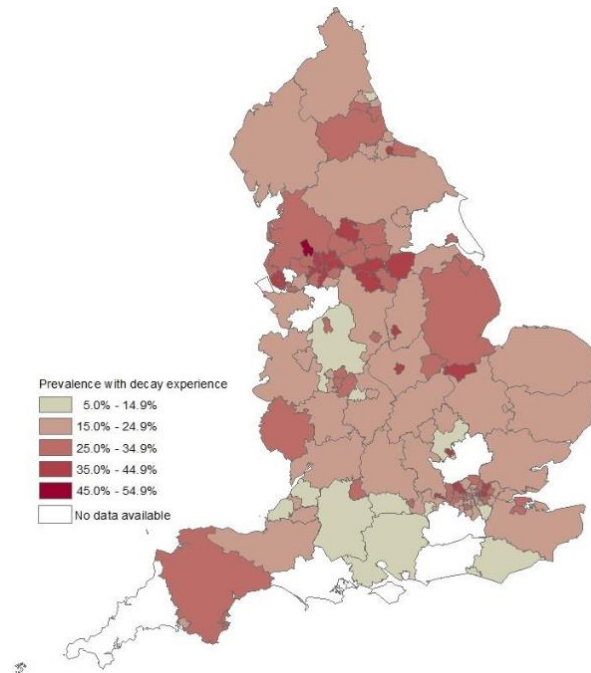 Prevalence with decay experience
5.0% - 14.9%
15.0% - 24.9%
25.0% - 34.9%
35.0% - 44.9%
45.0% - 54.9%
No data available